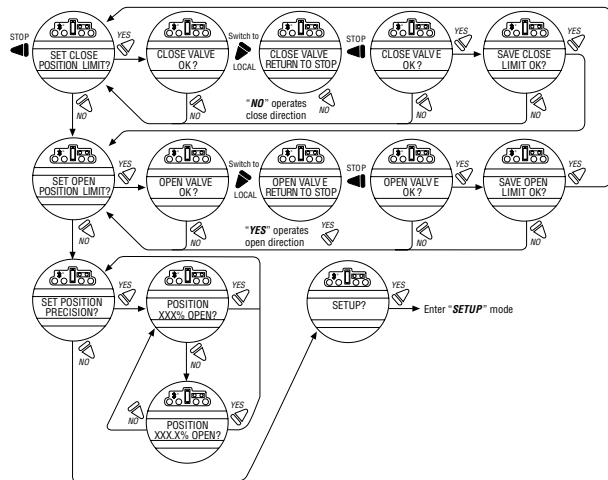 STOP
SET CLOSE
POSITION LIMIT?
YES
NO
CLOSE VALVE
OK?
NO
Switch to
LOCAL
CLOSE VALVE
RETURN TO STOP
NO
"NO" operates
close direction
STOP
CLOSE VALVE
OK?
YES
NO
SAVE CLOSE
LIMIT OK?
YES
NO
SET OPEN
POSITION LIMIT?
YES
NO
OPEN VALVE
OK?
NO
Switch to
LOCAL
OPEN VALVE
RETURN TO STOP
"YES" operates
open direction
YES
STOP
OPEN VALVE
OK?
YES
NO
SAVE OPEN
LIMIT OK?
YES
NO
SET POSITION
PRECISION?
YES
NO
POSITION
XXX% OPEN?
YES
NO
POSITION
XXX.X% OPEN?
YES
NO
SETUP?
YES
Enter "SETUP" mode